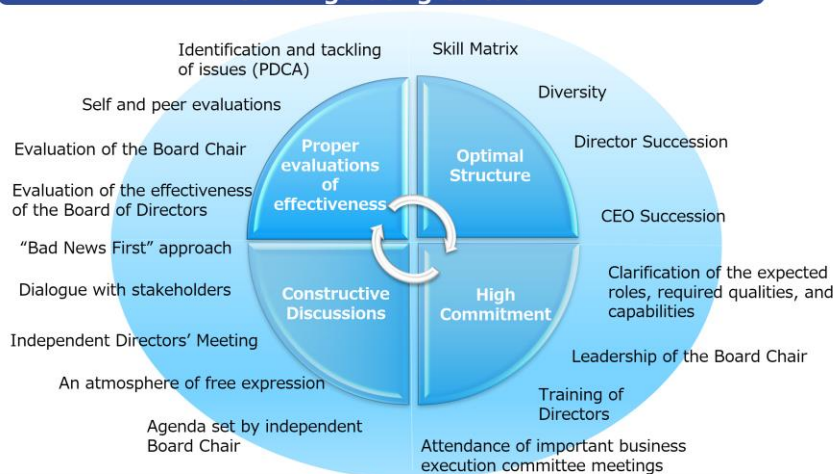 Identification and tackling
of issues (PDCA)
Self and peer evaluations
Evaluation of the Board Chair
Evaluation of the effectiveness
of the Board of Directors
Proper
evaluations
of
effectiveness
Skill Matrix
Diversity
Director Succession
CEO Succession
Optimal
Structure
“Bad News First” approach
Dialogue with stakeholders
Independent Directors’ Meeting
An atmosphere of free expression
Agenda set by independent
Board Chair
Constructive
Discussions
High
Commitment
Clarification of the expected
roles, required qualities, and
capabilities
Leadership of the Board Chair
Training of
Directors
Attendance of important business
execution committee meetings